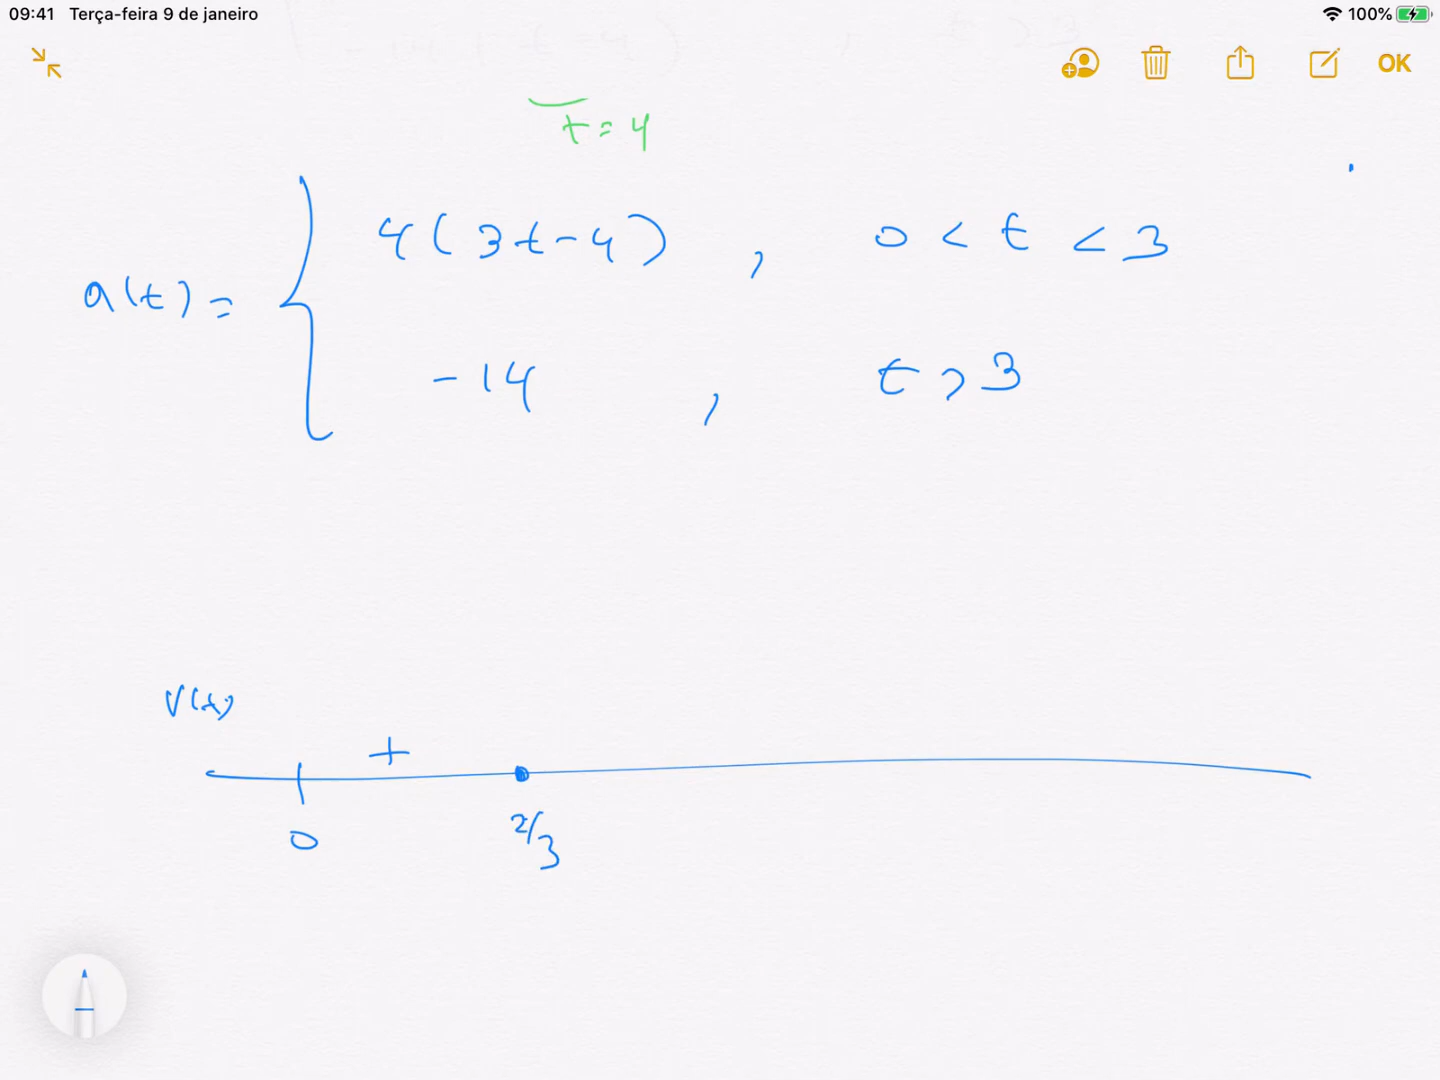 09:41 Terça-feira 9 de janeiro 100%
OK
t = 4
a(t) = { 4(3t-4) , 0 < t < 3
-14 , t > 3
V(t)
+
0 2/3